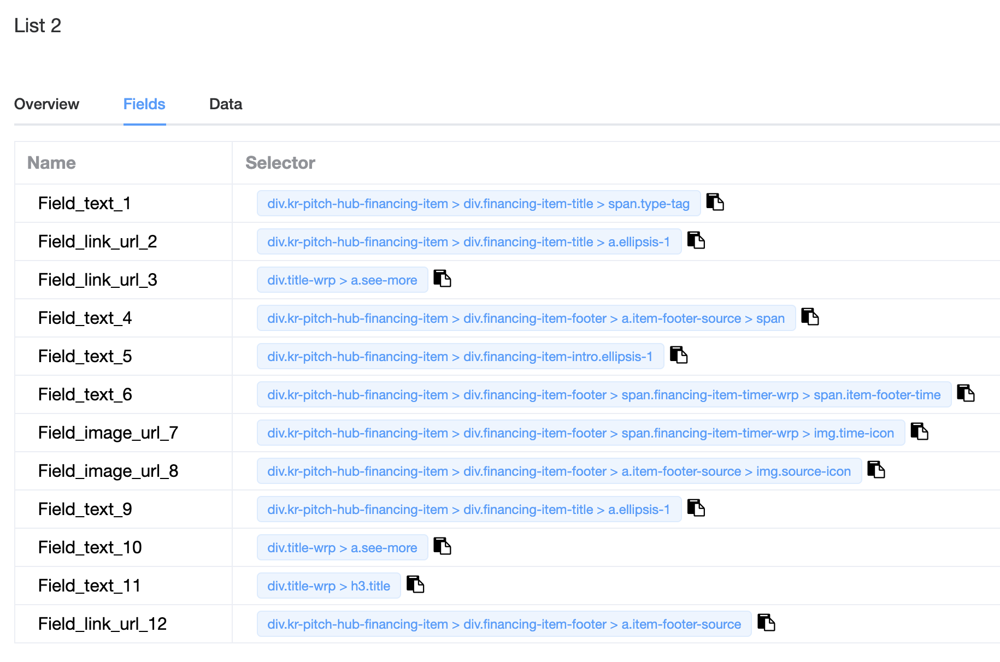 List 2
Overview Fields Data
Name Selector
Field_text_1 div.kr-pitch-hub-financing-item > div.financing-item-title > span.type-tag
Field_link_url_2 div.kr-pitch-hub-financing-item > div.financing-item-title > a.ellipsis-1
Field_link_url_3 div.title-wrp > a.see-more
Field_text_4 div.kr-pitch-hub-financing-item > div.financing-item-footer > a.item-footer-source > span
Field_text_5 div.kr-pitch-hub-financing-item > div.financing-item-intro.ellipsis-1
Field_text_6 div.kr-pitch-hub-financing-item > div.financing-item-footer > span.financing-item-timer-wrp > span.item-footer-time
Field_image_url_7 div.kr-pitch-hub-financing-item > div.financing-item-footer > span.financing-item-timer-wrp > img.time-icon
Field_image_url_8 div.kr-pitch-hub-financing-item > div.financing-item-footer > a.item-footer-source > img.source-icon
Field_text_9 div.kr-pitch-hub-financing-item > div.financing-item-title > a.ellipsis-1
Field_text_10 div.title-wrp > a.see-more
Field_text_11 div.title-wrp > h3.title
Field_link_url_12 div.kr-pitch-hub-financing-item > div.financing-item-footer > a.item-footer-source